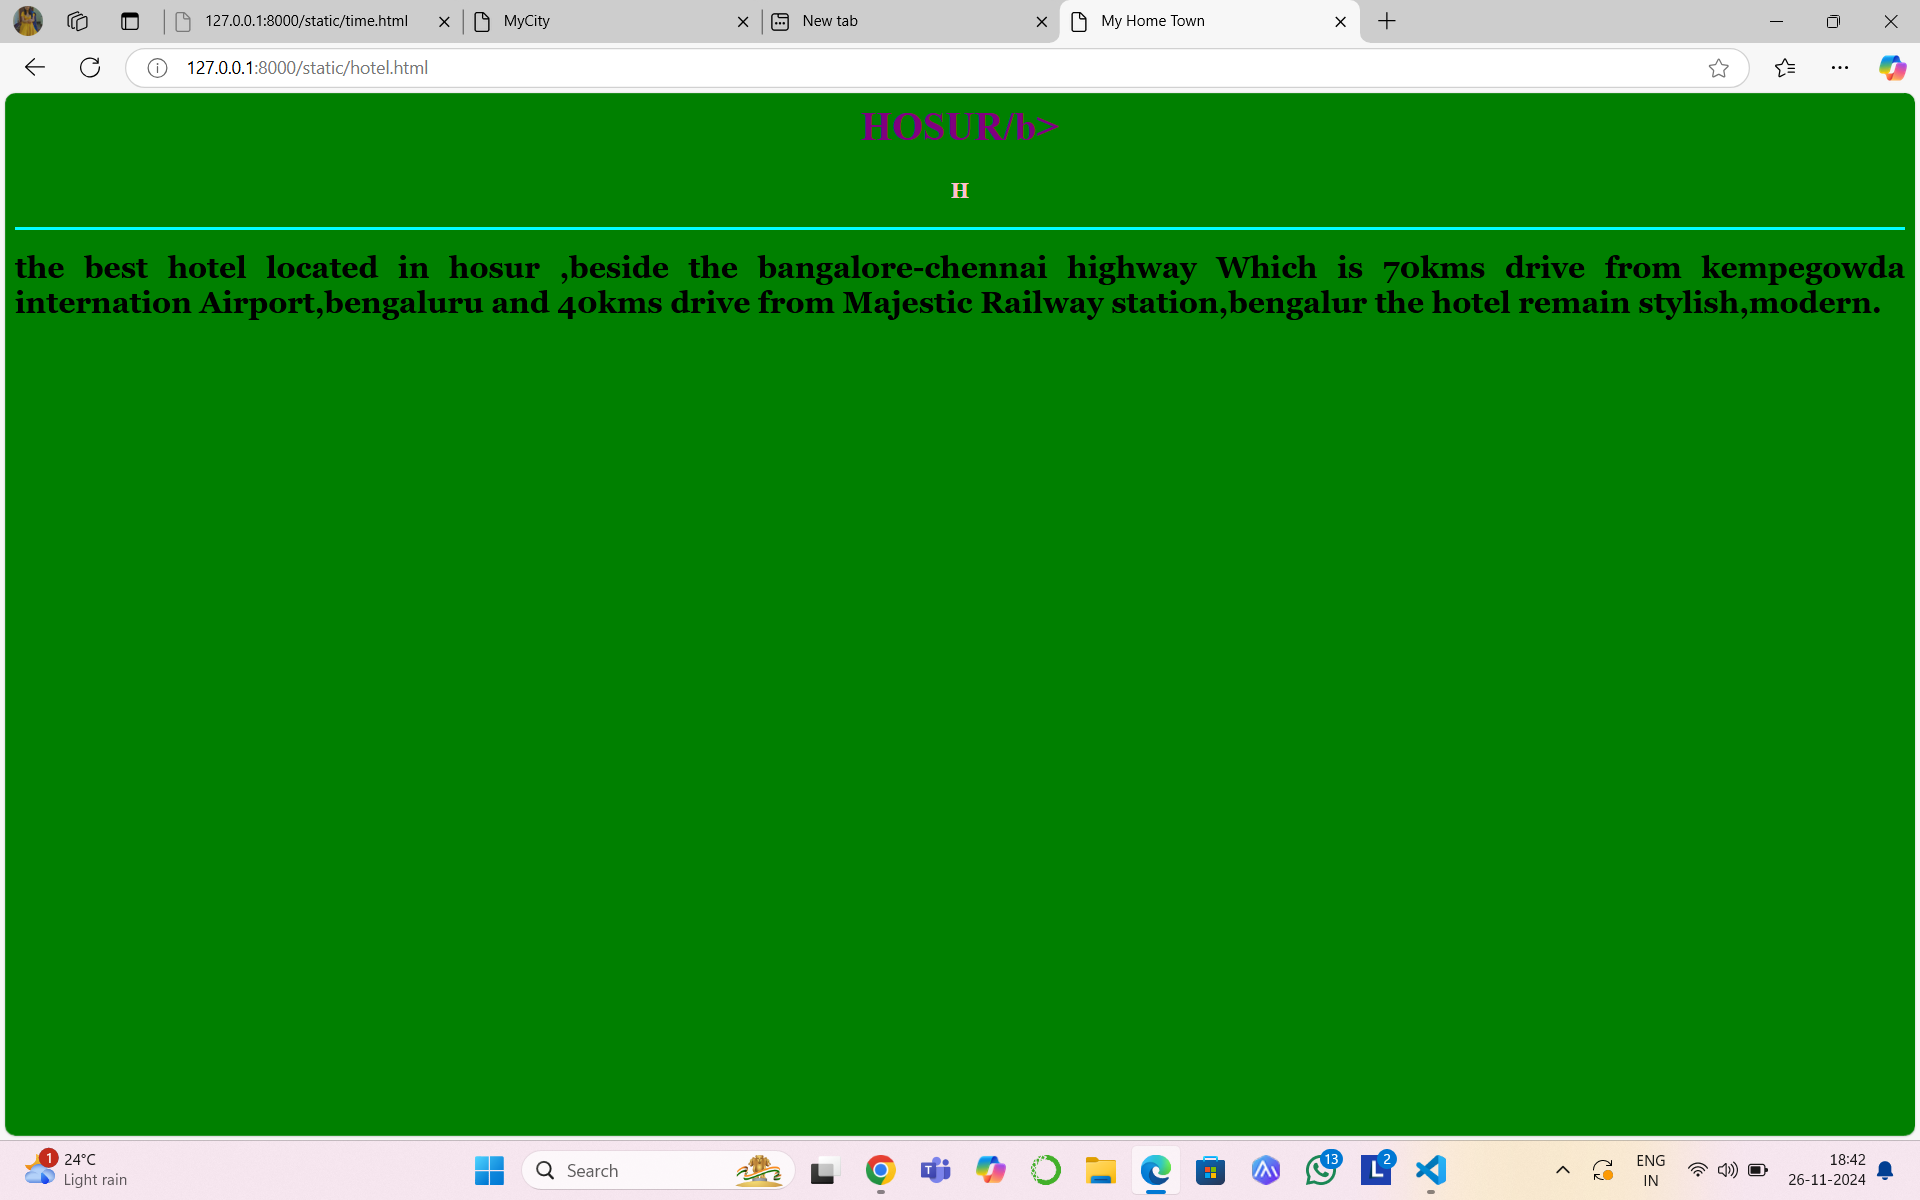 127.0.0.1:8000/static/time.html
MyCity
New tab
My Home Town
127.0.0.1:8000/static/hotel.html
HOSUR/b>
H
the best hotel located in hosur ,beside the bangalore-chennai highway Which is 70kms drive from kempegowda
internation Airport,bengaluru and 40kms drive from Majestic Railway station,bengalur the hotel remain stylish,modern.
1
24°C
Light rain
Search
13
L
2
ENG
IN
18:42
26-11-2024